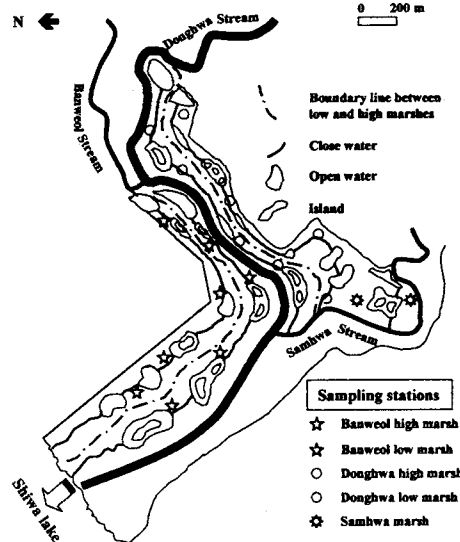 N
Donghwa Stream
0 200 m
Banweol Stream
Boundary line between
low and high marshes
Close water
Open water
Island
Samhwa Stream
Sampling stations
Banweol high marsh
Banweol low marsh
Donghwa high marsh
Donghwa low marsh
Samhwa marsh
Shiwa lake